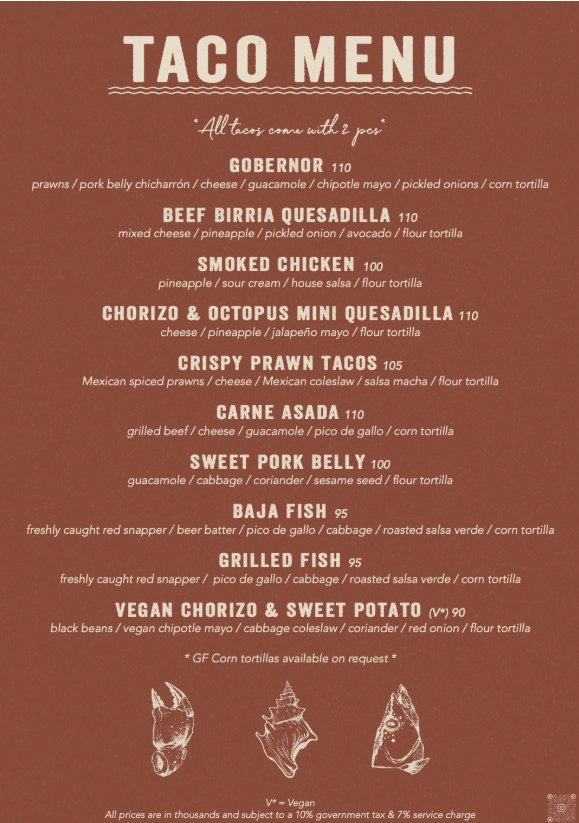 TACO MENU
"All tacos come with 2 pcs"
GOBERNOR 110
prawns / pork belly chicharrón / cheese / guacamole / chipotle mayo / pickled onions / corn tortilla
BEEF BIRRIA QUESADILLA 110
mixed cheese / pineapple / pickled onion / avocado / flour tortilla
SMOKED CHICKEN 100
pineapple / sour cream / house salsa / flour tortilla
CHORIZO & OCTOPUS MINI QUESADILLA 110
cheese / pineapple / jalapeño mayo / flour tortilla
CRISPY PRAWN TACOS 105
Mexican spiced prawns / cheese / Mexican coleslaw / salsa macha / flour tortilla
CARNE ASADA 110
grilled beef / cheese / guacamole / pico de gallo / corn tortilla
SWEET PORK BELLY 100
guacamole / cabbage / coriander / sesame seed / flour tortilla
BAJA FISH 95
freshly caught red snapper / beer batter / pico de gallo / cabbage / roasted salsa verde / corn tortilla
GRILLED FISH 95
freshly caught red snapper / pico de gallo / cabbage / roasted salsa verde / corn tortilla
VEGAN CHORIZO & SWEET POTATO (V*) 90
black beans / vegan chipotle mayo / cabbage coleslaw / coriander / red onion / flour tortilla
* GF Corn tortillas available on request *
V* = Vegan
All prices are in thousands and subject to a 10% government tax & 7% service charge